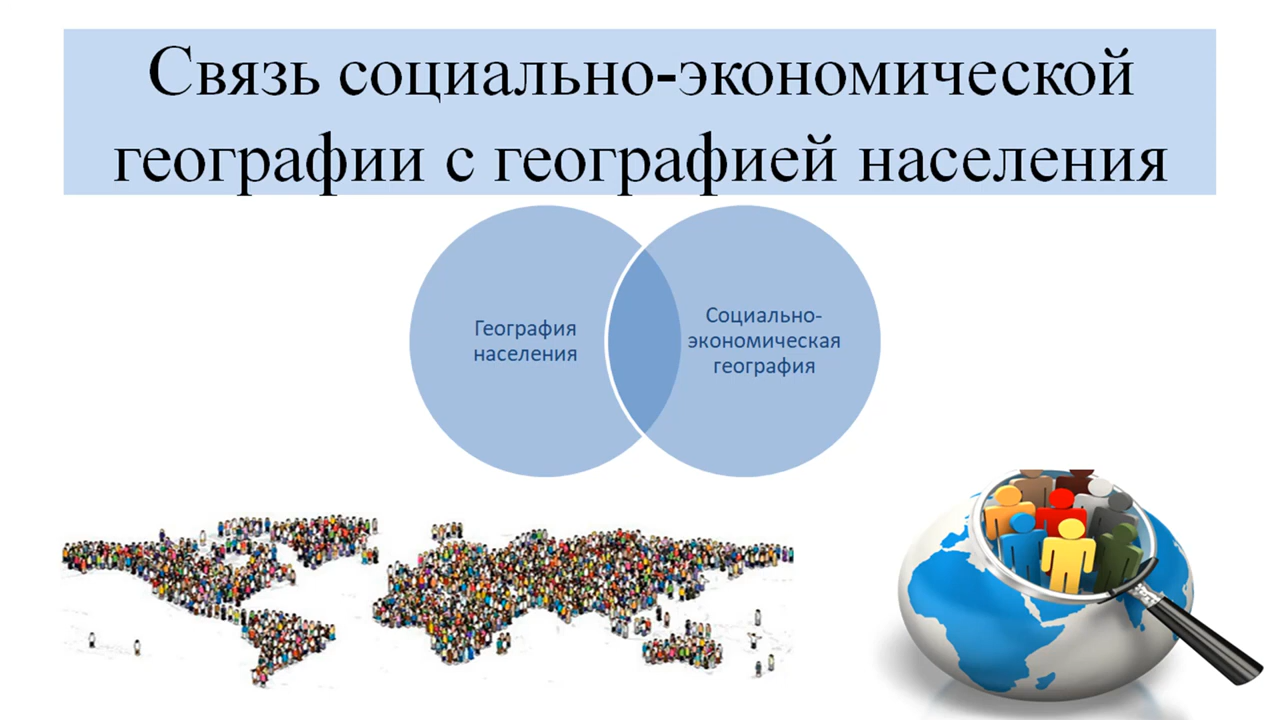 Связь социально-экономической
географии с географией населения
География
населения
Социально-
экономическая
география